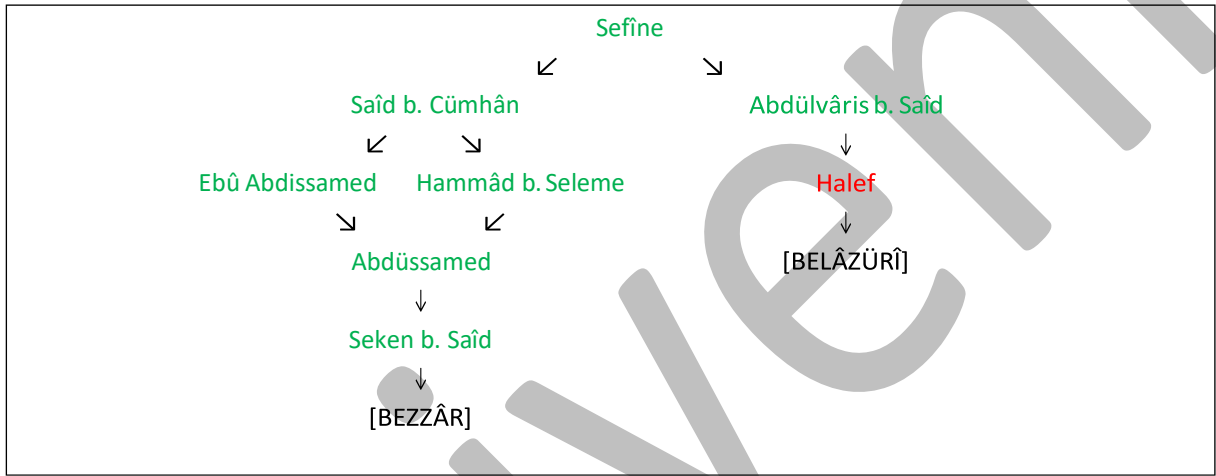 Sefîne
Saîd b. Cümhân Abdülvâris b. Saîd
Ebû Abdissamed Hammâd b. Seleme Halef
Abdüssamed [BELÂZÜRÎ]
Seken b. Saîd
[BEZZÂR]